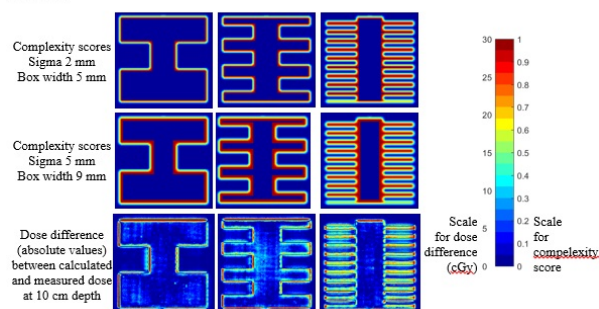 Complexity scores
Sigma 2 mm
Box width 5 mm
Complexity scores
Sigma 5 mm
Box width 9 mm
Dose difference
(absolute values)
between calculated
and measured dose
at 10 cm depth
30
25
20
15
10
5
0
1
0.9
0.8
0.7
0.6
0.5
0.4
0.3
0.2
0.1
0
Scale
for dose
difference
(cGy)
Scale
for
compelexity
score